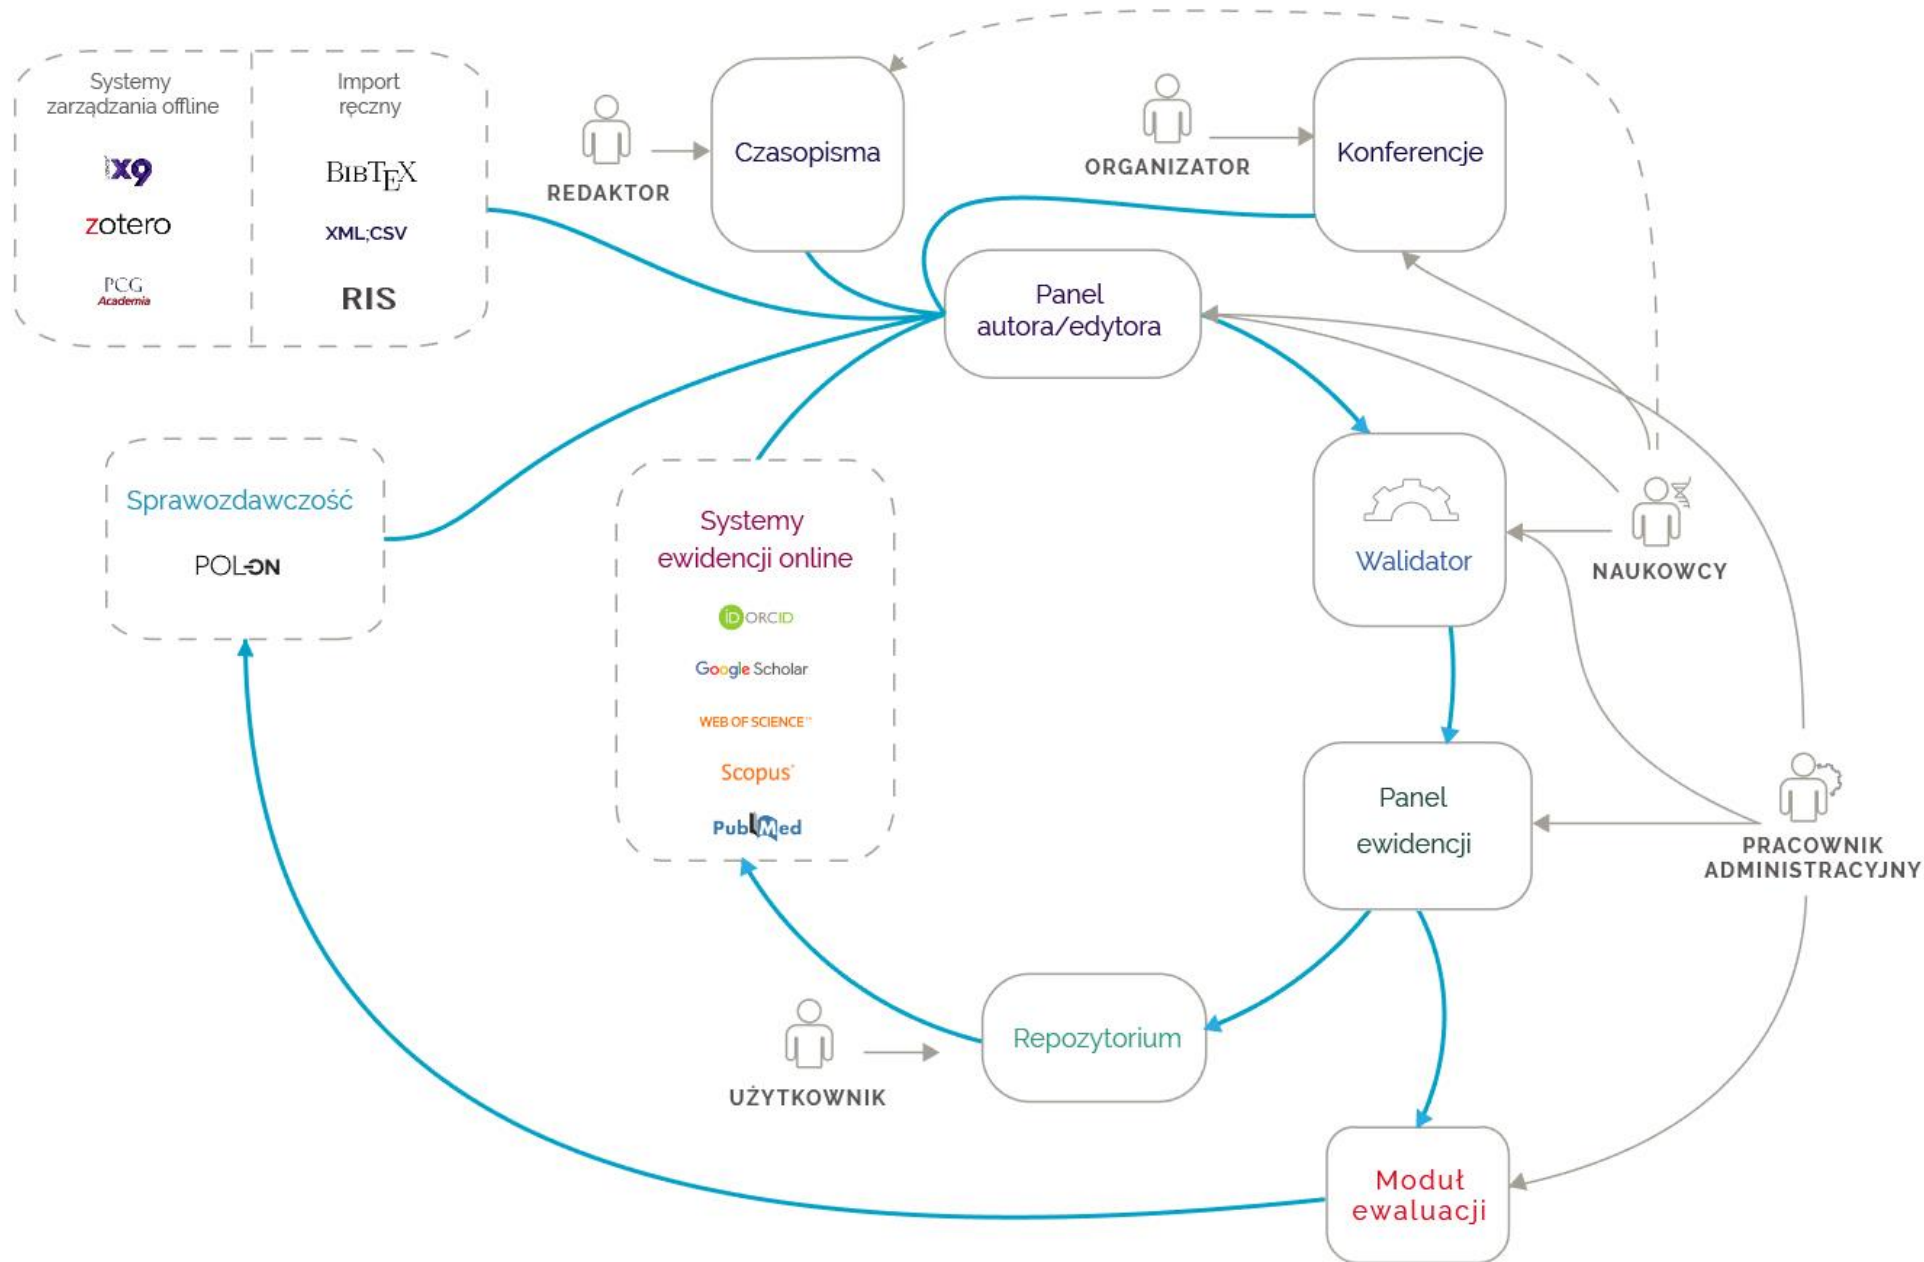 Systemy
zarządzania offline
X9
zotero
PCG
Academia
Import
ręczny
BIBTEX
XML;CSV
RIS
REDAKTOR
Czasopisma
ORGANIZATOR
Konferencje
Panel
autora/edytora
Sprawozdawczość
POL-ON
Systemy
ewidencji online
iD ORCID
Google Scholar
WEB OF SCIENCE™
Scopus®
PubMed
Walidator
NAUKOWCY
Panel
ewidencji
PRACOWNIK
ADMINISTRACYJNY
Repozytorium
UŻYTKOWNIK
Moduł
ewaluacji